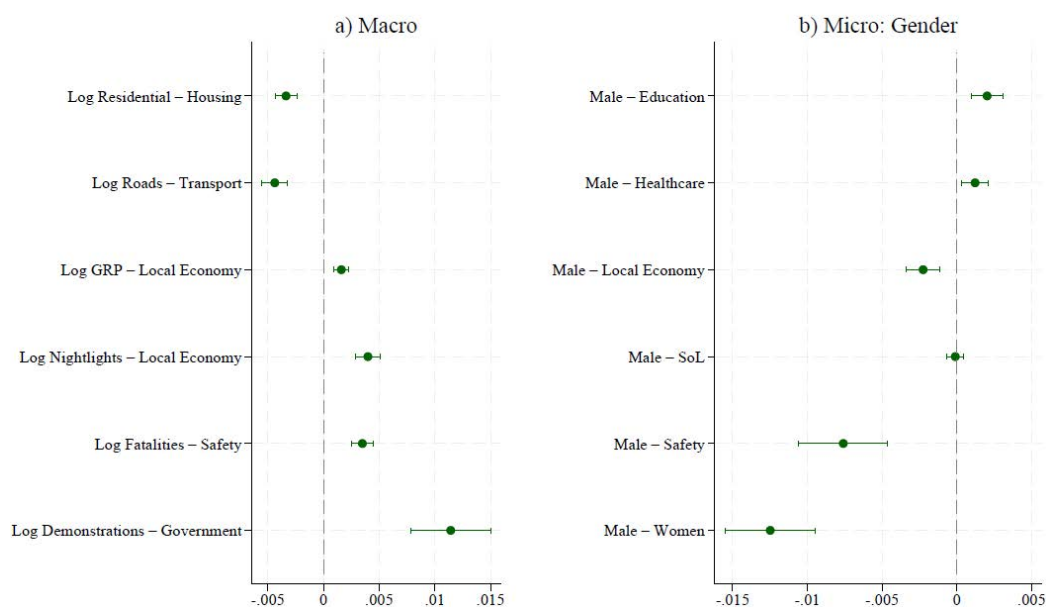 a) Macro
Log Residential – Housing
Log Roads – Transport
Log GRP – Local Economy
Log Nightlights – Local Economy
Log Fatalities – Safety
Log Demonstrations – Government
-.005 0 .005 .01 .015
b) Micro: Gender
Male – Education
Male – Healthcare
Male – Local Economy
Male – SoL
Male – Safety
Male – Women
-.015 -.01 -.005 0 .005